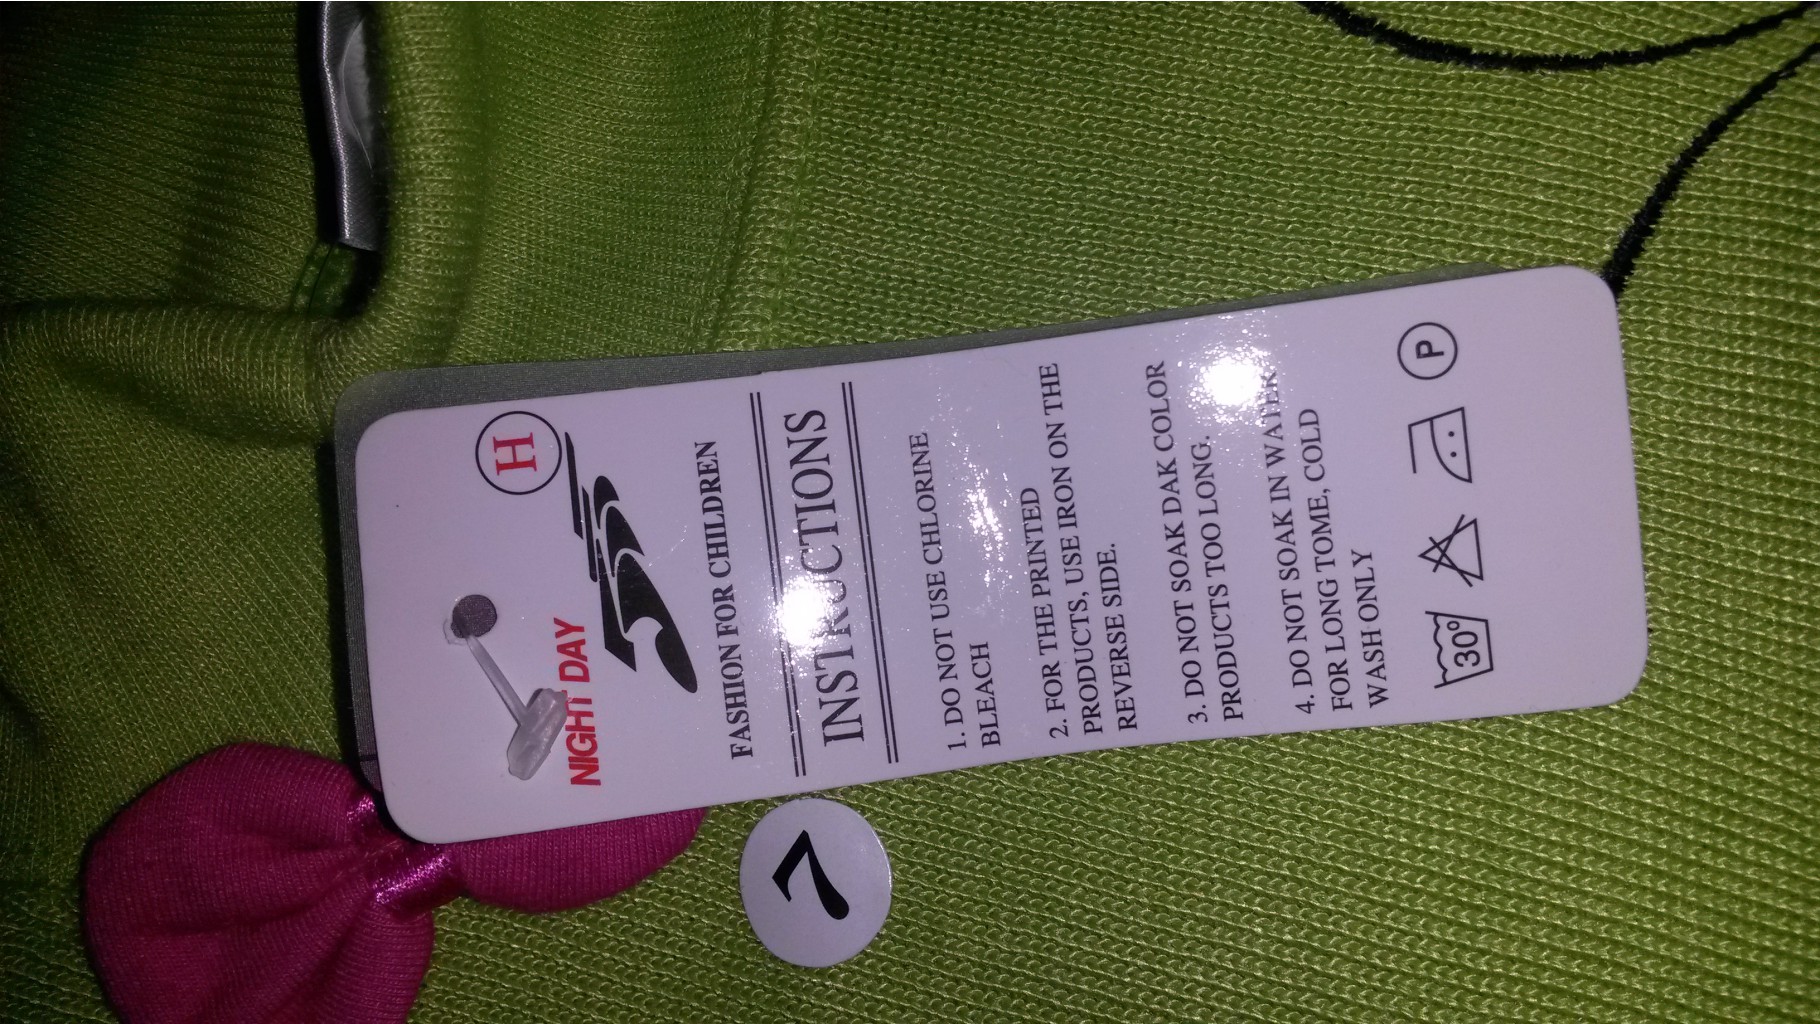 H
NIGHT DAY
FASHION FOR CHILDREN
INSTRUCTIONS
1. DO NOT USE CHLORINE
BLEACH
2. FOR THE PRINTED
PRODUCTS, USE IRON ON THE
REVERSE SIDE.
3. DO NOT SOAK DAK COLOR
PRODUCTS TOO LONG.
4. DO NOT SOAK IN WATER
FOR LONG TOME, COLD
WASH ONLY
30° P
7